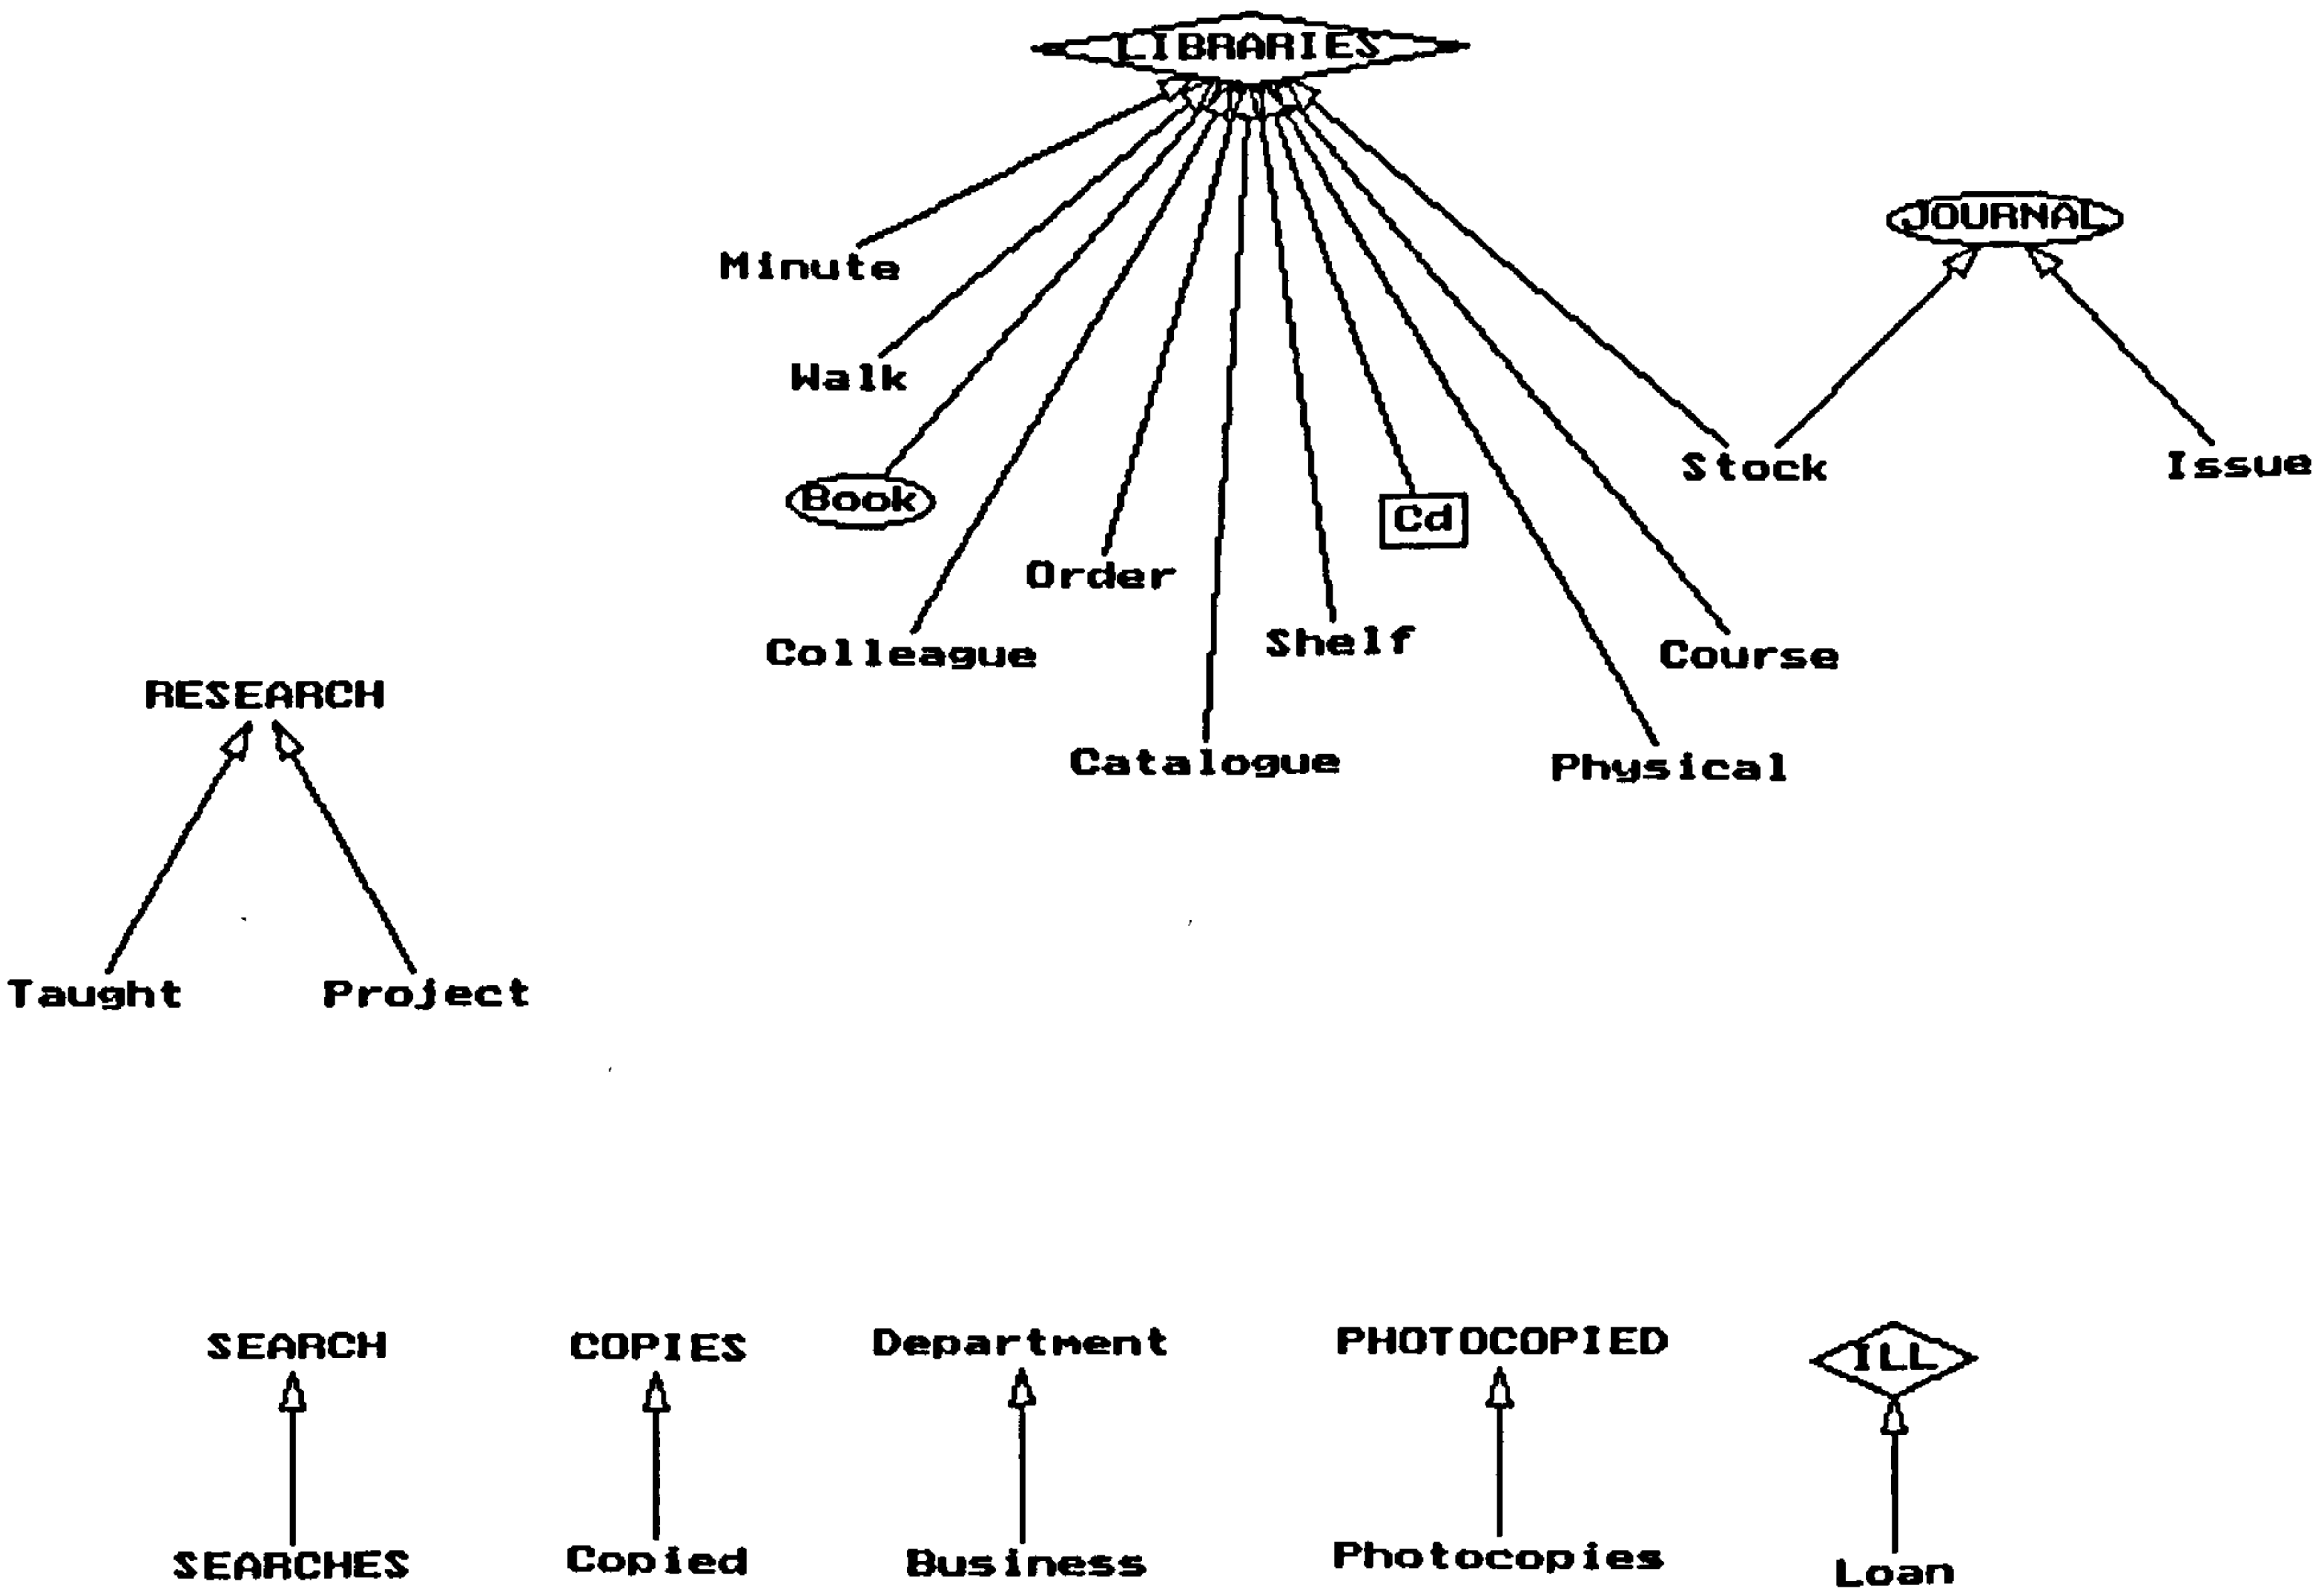 LIBRARIES
JOURNAL
Minute
Walk
Stock
Issue
Book
Cd
Order
Colleague
Shelf
Course
RESEARCH
Catalogue
Physical
Taught
Project
SEARCH
COPIES
Department
PHOTOCOPIED
ILL
SEARCHES
Copied
Business
Photocopies
Loan